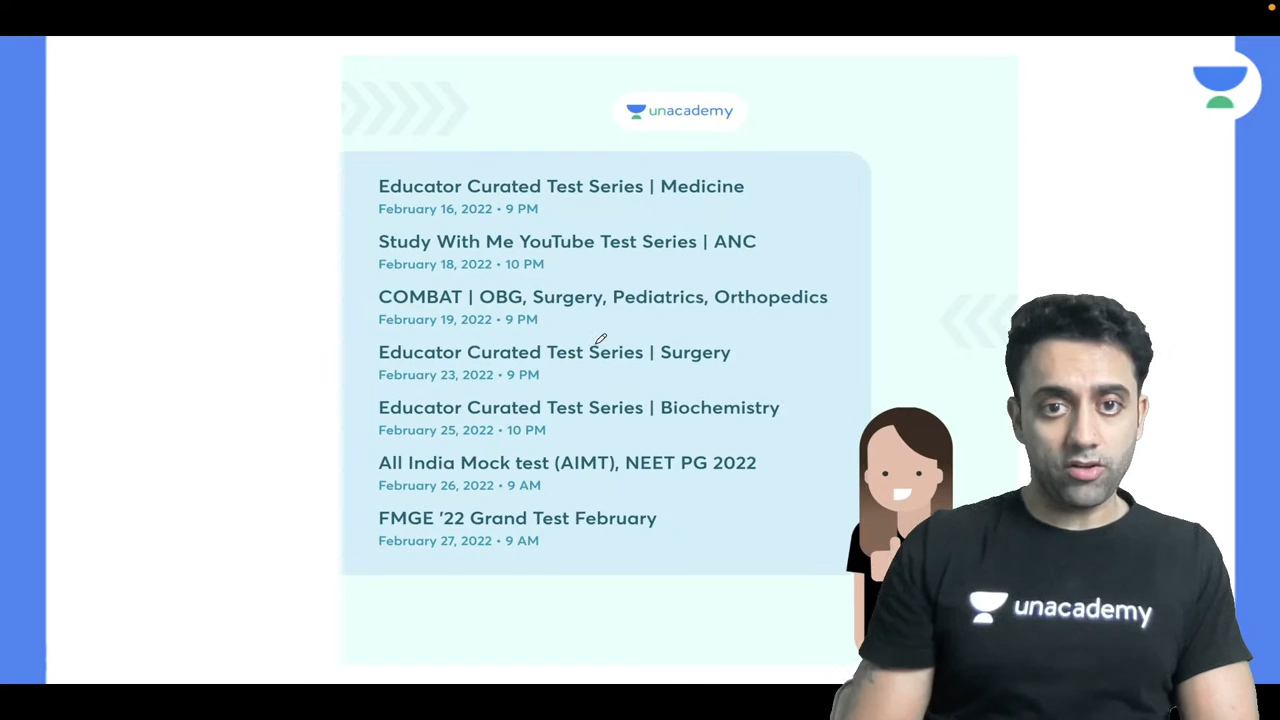 unacademy
Educator Curated Test Series | Medicine
February 16, 2022 • 9 PM
Study With Me YouTube Test Series | ANC
February 18, 2022 • 10 PM
COMBAT | OBG, Surgery, Pediatrics, Orthopedics
February 19, 2022 • 9 PM
Educator Curated Test Series | Surgery
February 23, 2022 • 9 PM
Educator Curated Test Series | Biochemistry
February 25, 2022 • 10 PM
All India Mock test (AIMT), NEET PG 2022
February 26, 2022 • 9 AM
FMGE '22 Grand Test February
February 27, 2022 • 9 AM
unacademy